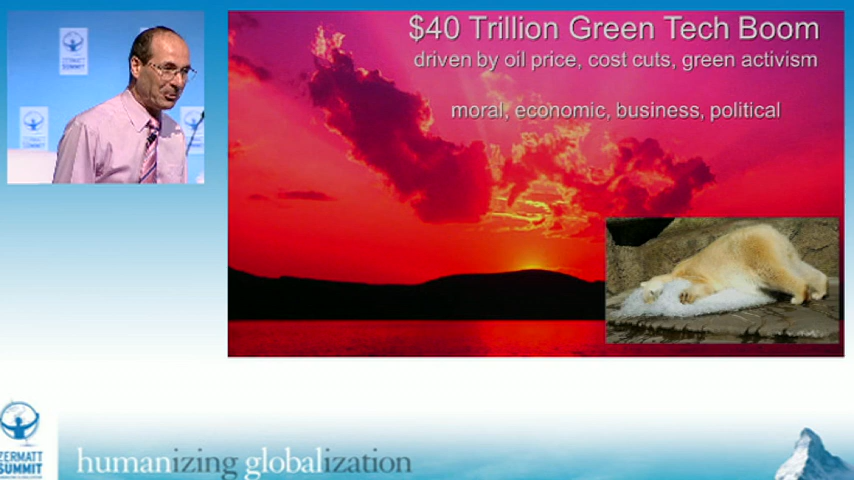 $40 Trillion Green Tech Boom
driven by oil price, cost cuts, green activism
moral, economic, business, political
SUMMIT
ZERMATT
SUMMIT
humanizing globalization